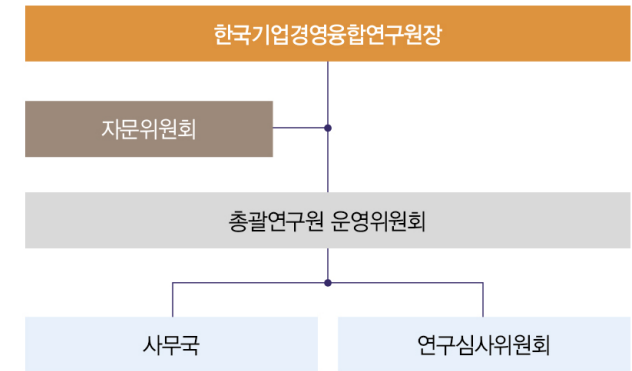 한국기업경영융합연구원장
자문위원회
총괄연구원 운영위원회
사무국
연구심사위원회